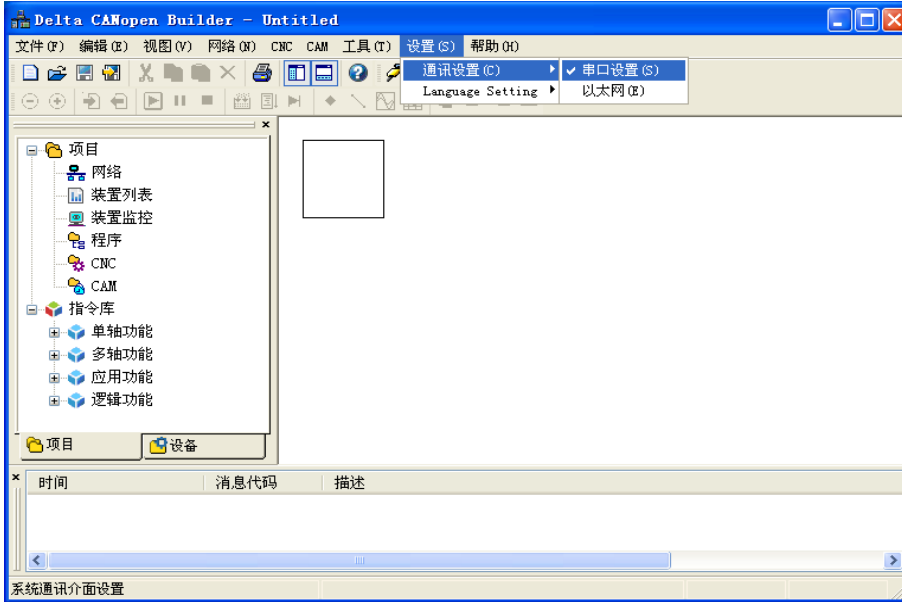 Delta CANopen Builder - Untitled
文件(F) 编辑(E) 视图(V) 网络(N) CNC CAM 工具(T) 设置(S) 帮助(H)
通讯设置(C) 串口设置(S)
Language Setting 以太网(E)
项目
网络
装置列表
装置监控
程序
CNC
CAM
指令库
单轴功能
多轴功能
应用功能
逻辑功能
项目 设备
时间 消息代码 描述
系统通讯介面设置